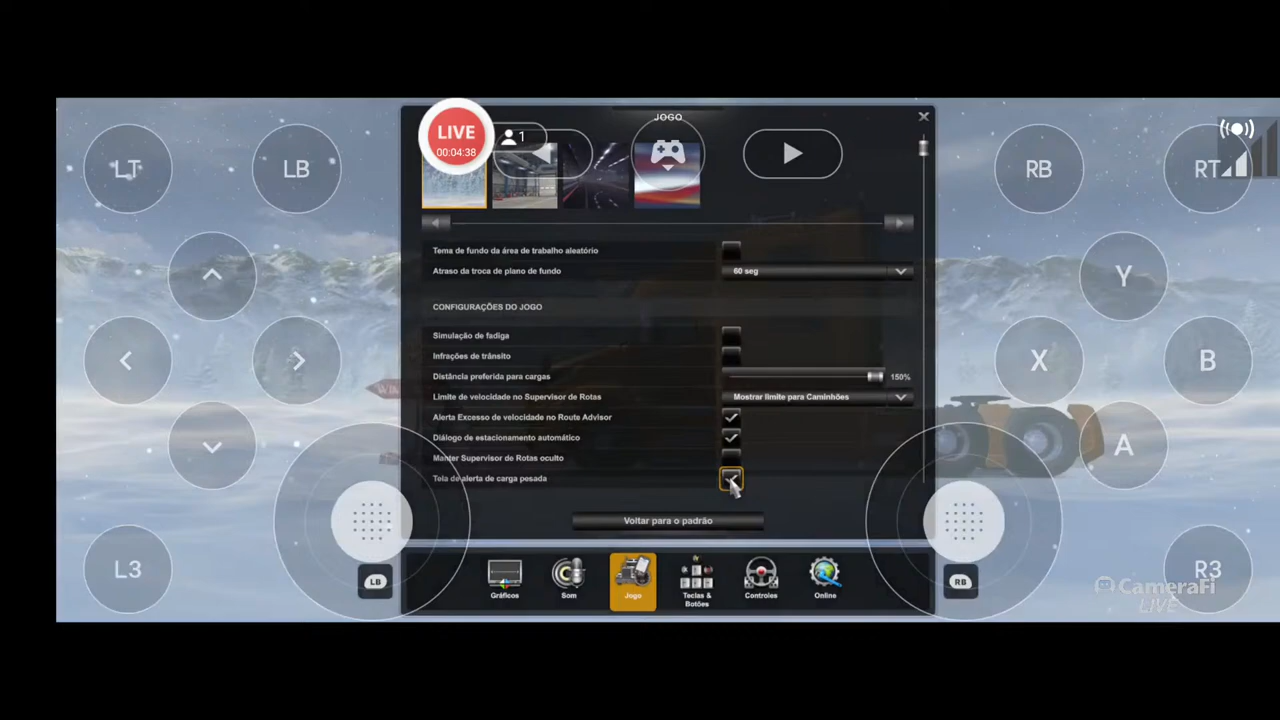 JOGO
LIVE
00:04:38
1
LT
LB
RB
RT
Tema de fundo da área de trabalho aleatório
Atraso da troca de plano de fundo
60 seg
Y
CONFIGURAÇÕES DO JOGO
Simulação de fadiga
Infrações de trânsito
X
B
Distância preferida para cargas
150%
WIN
Limite de velocidade no Supervisor de Rotas
Mostrar limite para Caminhões
Alerta Excesso de velocidade no Route Advisor
Diálogo de estacionamento automático
A
Manter Supervisor de Rotas oculto
Tela de alerta de carga pesada
Voltar para o padrão
L3
LB
Gráficos
Som
Jogo
Teclas &
Botões
Controles
Online
RB
R3
CameraFi
LIVE